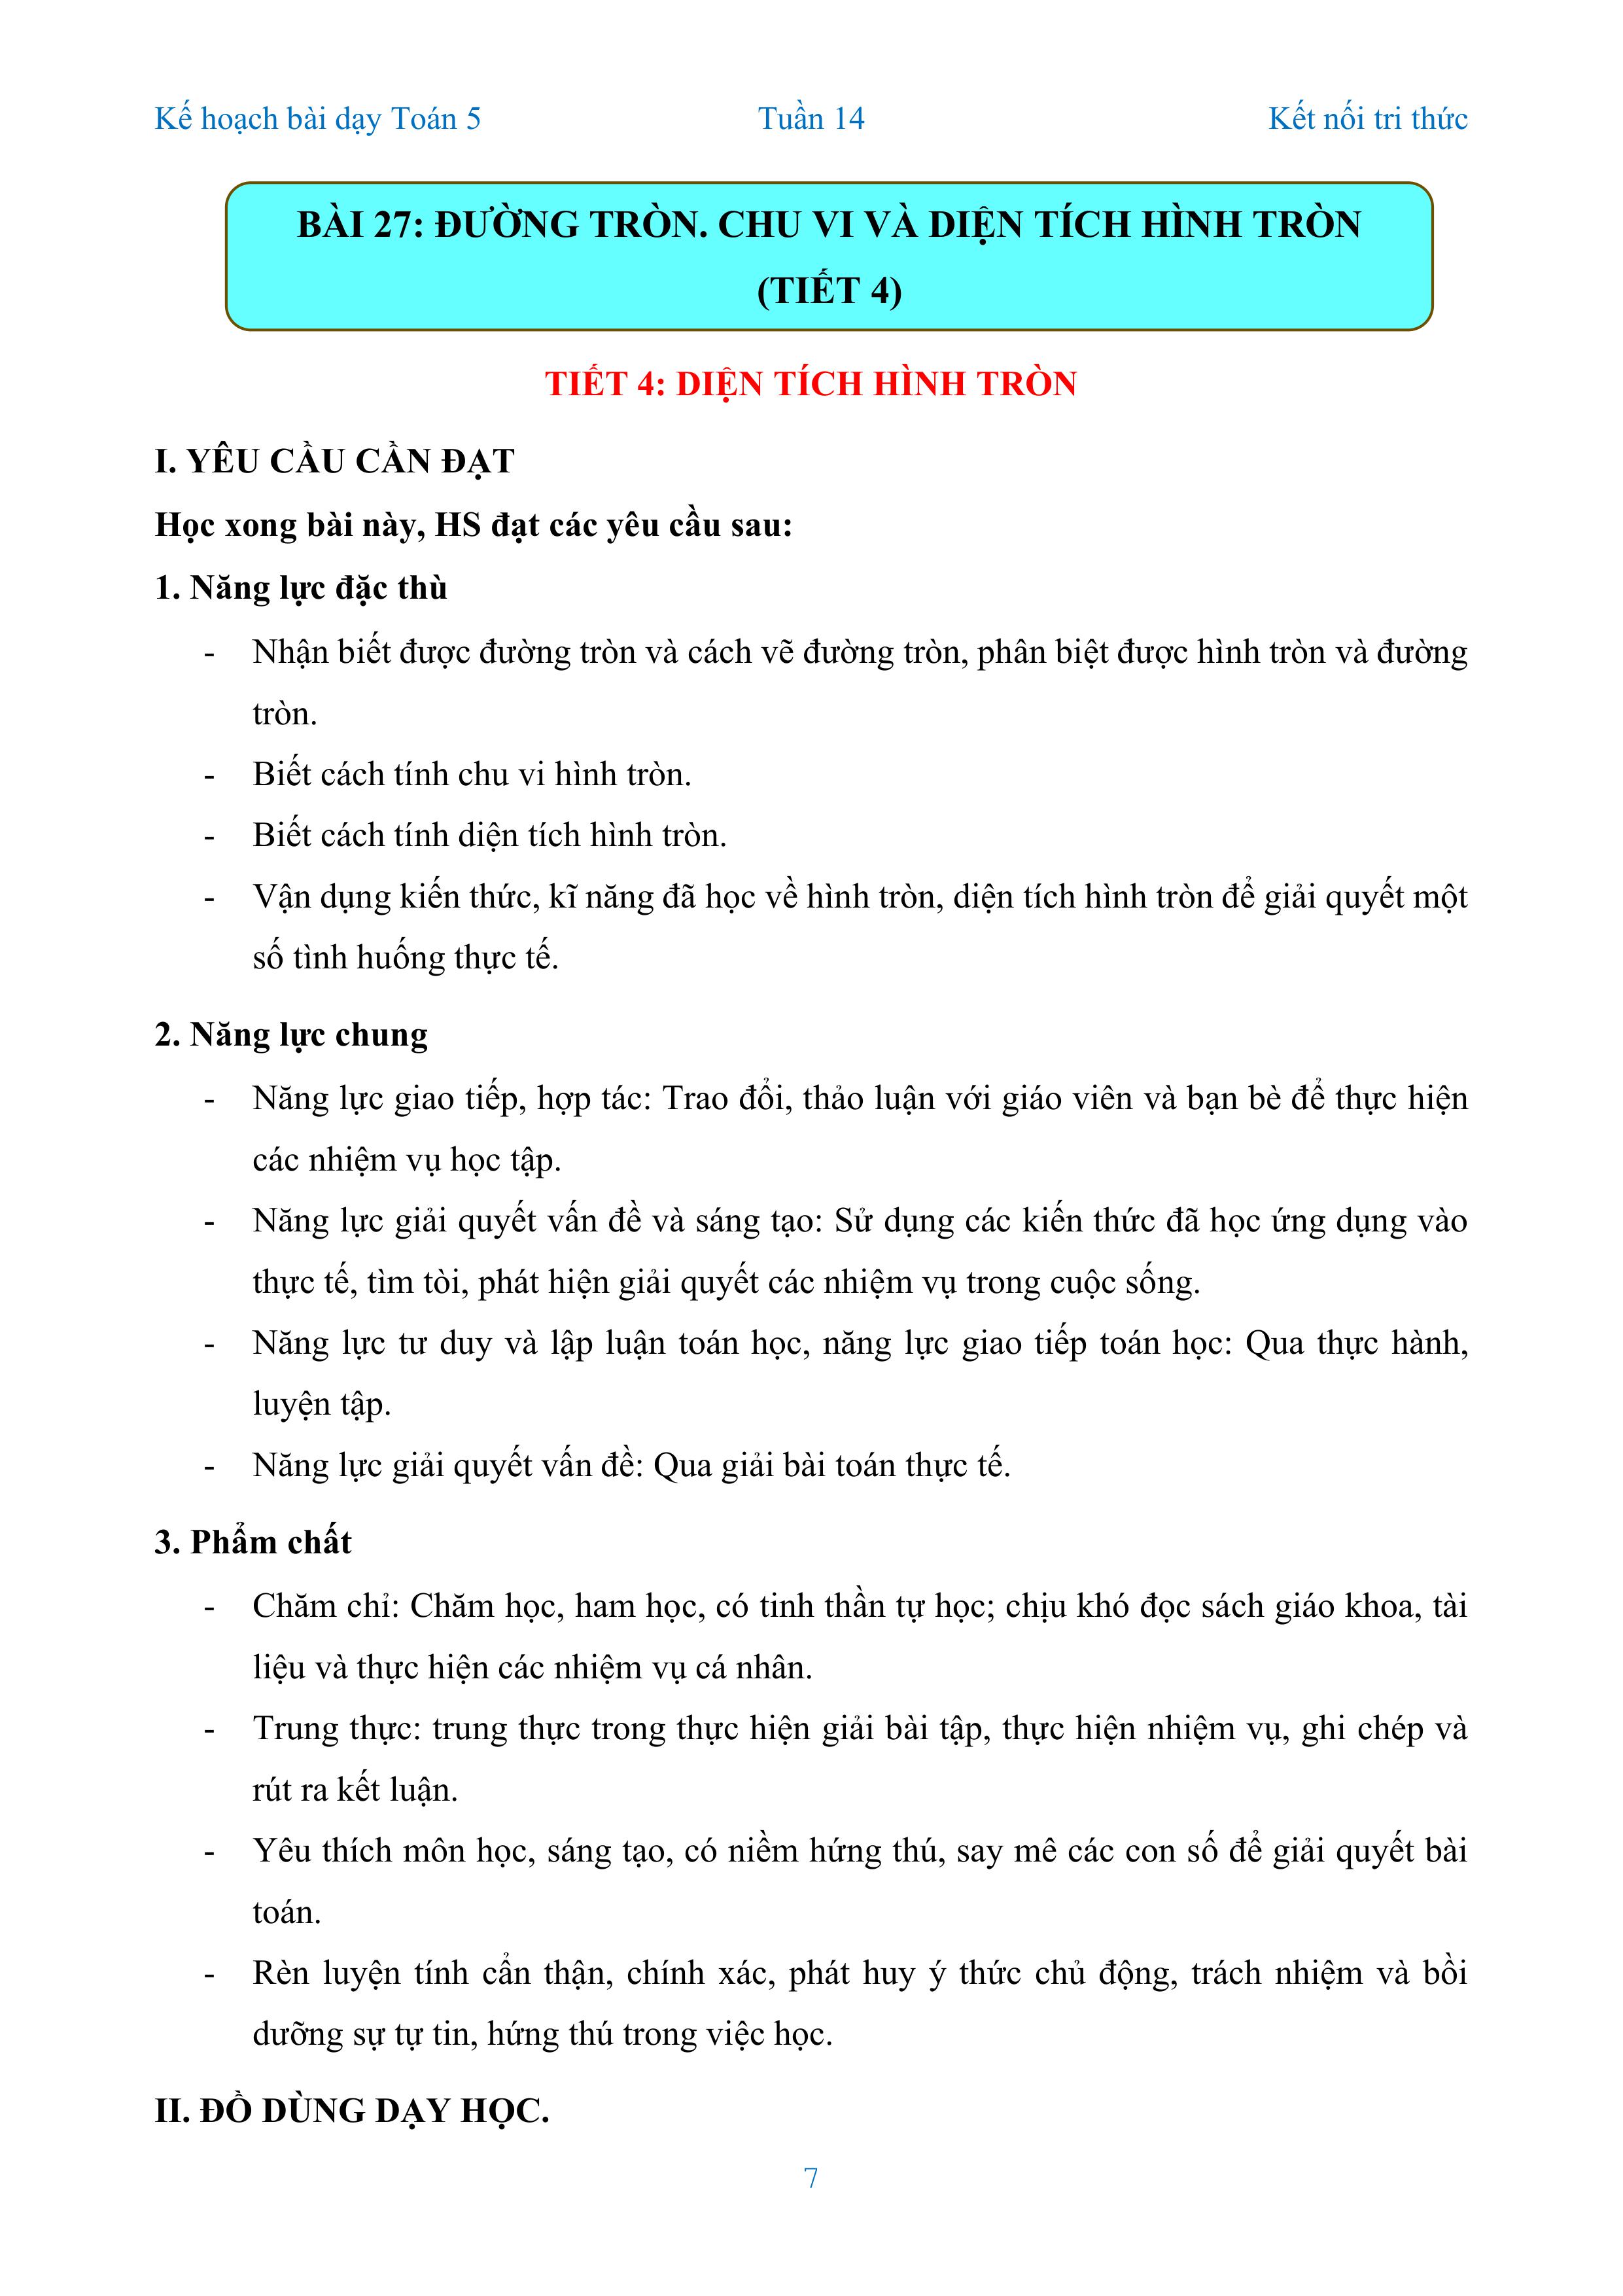 Kế hoạch bài dạy Toán 5 Tuần 14 Kết nối tri thức
BÀI 27: ĐƯỜNG TRÒN. CHU VI VÀ DIỆN TÍCH HÌNH TRÒN
(TIẾT 4)
TIẾT 4: DIỆN TÍCH HÌNH TRÒN
I. YÊU CẦU CẦN ĐẠT
Học xong bài này, HS đạt các yêu cầu sau:
1. Năng lực đặc thù
- Nhận biết được đường tròn và cách vẽ đường tròn, phân biệt được hình tròn và đường
tròn.
- Biết cách tính chu vi hình tròn.
- Biết cách tính diện tích hình tròn.
- Vận dụng kiến thức, kĩ năng đã học về hình tròn, diện tích hình tròn để giải quyết một
số tình huống thực tế.
2. Năng lực chung
- Năng lực giao tiếp, hợp tác: Trao đổi, thảo luận với giáo viên và bạn bè để thực hiện
các nhiệm vụ học tập.
- Năng lực giải quyết vấn đề và sáng tạo: Sử dụng các kiến thức đã học ứng dụng vào
thực tế, tìm tòi, phát hiện giải quyết các nhiệm vụ trong cuộc sống.
- Năng lực tư duy và lập luận toán học, năng lực giao tiếp toán học: Qua thực hành,
luyện tập.
- Năng lực giải quyết vấn đề: Qua giải bài toán thực tế.
3. Phẩm chất
- Chăm chỉ: Chăm học, ham học, có tinh thần tự học; chịu khó đọc sách giáo khoa, tài
liệu và thực hiện các nhiệm vụ cá nhân.
- Trung thực: trung thực trong thực hiện giải bài tập, thực hiện nhiệm vụ, ghi chép và
rút ra kết luận.
- Yêu thích môn học, sáng tạo, có niềm hứng thú, say mê các con số để giải quyết bài
toán.
- Rèn luyện tính cẩn thận, chính xác, phát huy ý thức chủ động, trách nhiệm và bồi
dưỡng sự tự tin, hứng thú trong việc học.
II. ĐỒ DÙNG DẠY HỌC.
7